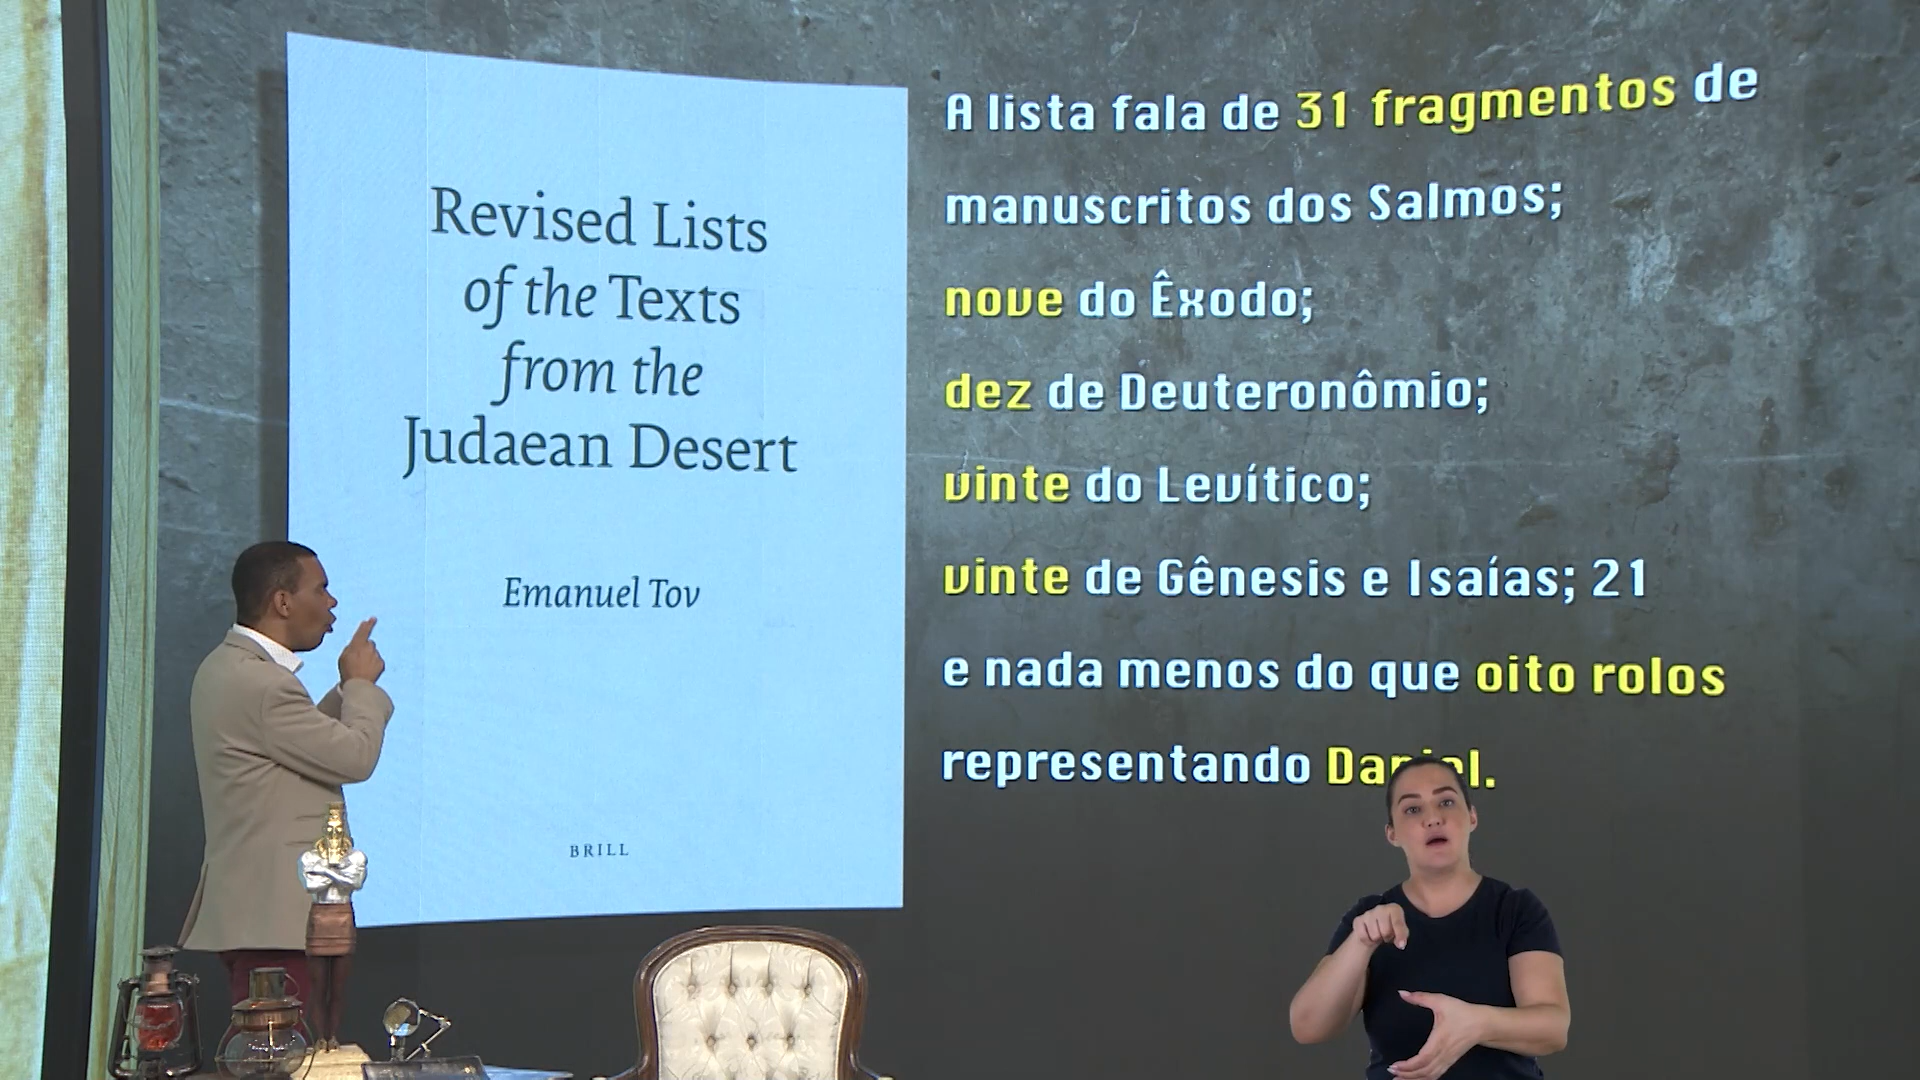 Revised Lists
of the Texts
from the
Judaean Desert
Emanuel Tov
BRILL
A lista fala de 31 fragmentos de
manuscritos dos Salmos;
nove do Êxodo;
dez de Deuteronômio;
vinte do Levítico;
vinte de Gênesis e Isaías; 21
e nada menos do que oito rolos
representando Daniel.